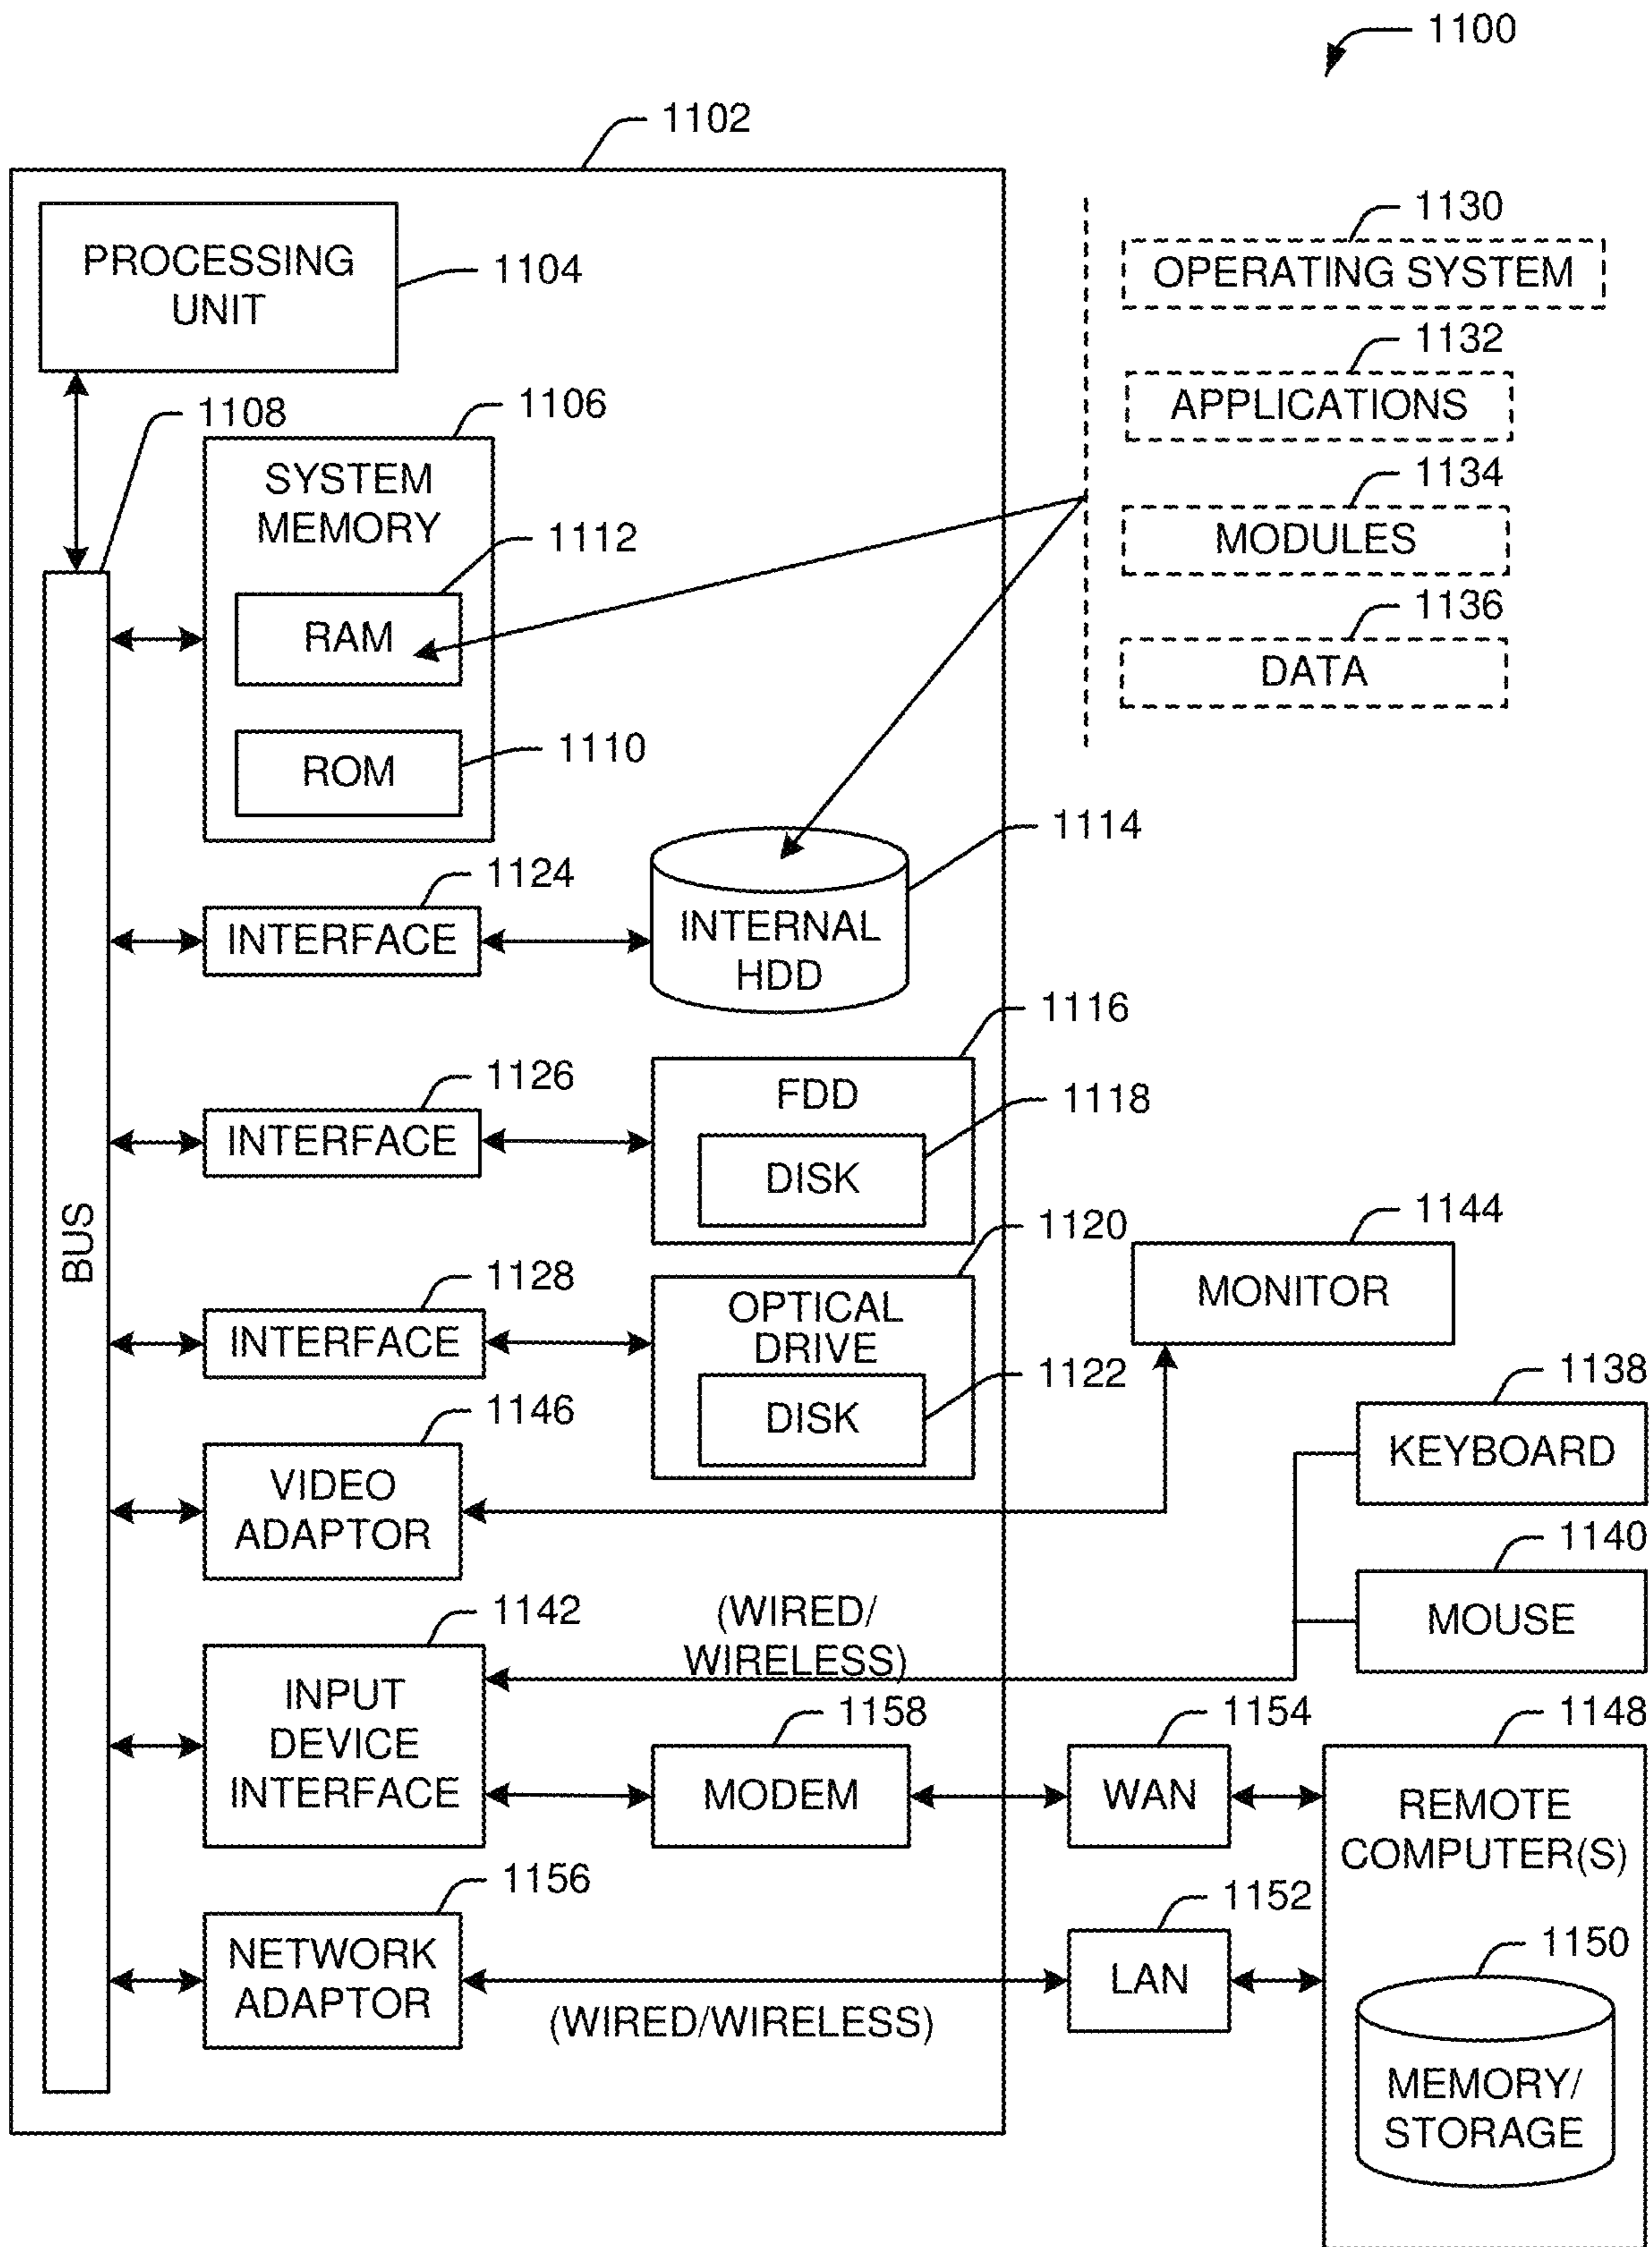 1100
1102
PROCESSING
UNIT
1104
1130
OPERATING SYSTEM
1132
APPLICATIONS
1134
MODULES
1136
DATA
1108
1106
SYSTEM
MEMORY
1112
RAM
1110
ROM
BUS
1124
INTERFACE
1114
INTERNAL
HDD
1126
INTERFACE
1116
FDD
1118
DISK
1128
INTERFACE
1120
OPTICAL
DRIVE
1122
DISK
1144
MONITOR
1146
VIDEO
ADAPTOR
1138
KEYBOARD
1140
MOUSE
1142
INPUT
DEVICE
INTERFACE
(WIRED/
WIRELESS)
1158
MODEM
1154
WAN
1148
REMOTE
COMPUTER(S)
1156
NETWORK
ADAPTOR
(WIRED/WIRELESS)
1152
LAN
1150
MEMORY/
STORAGE